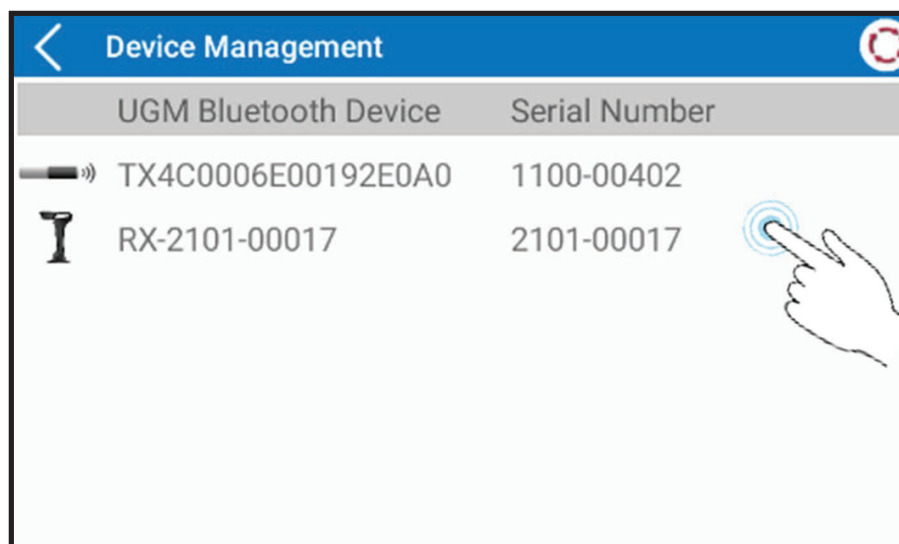 Device Management
UGM Bluetooth Device Serial Number
TX4C0006E00192E0A0 1100-00402
RX-2101-00017 2101-00017